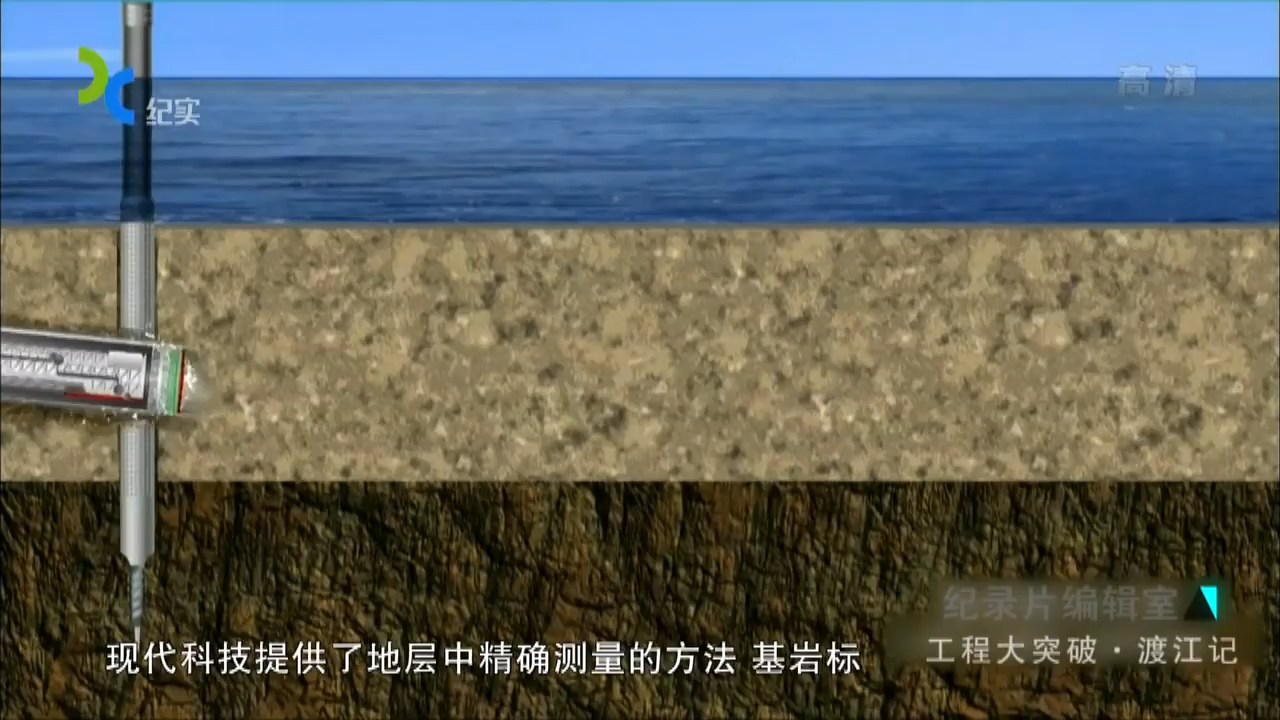 纪实
高清
纪录片编辑室
现代科技提供了地层中精确测量的方法 基岩标
工程大突破·渡江记